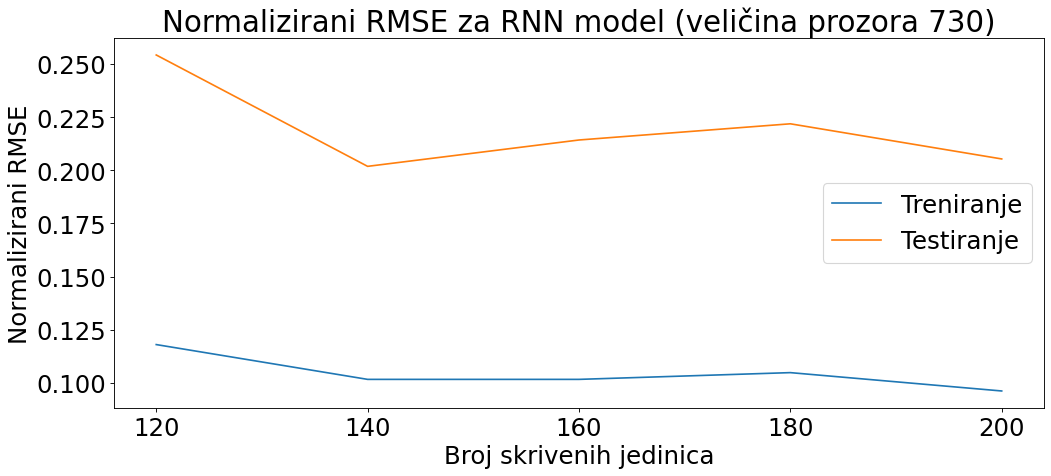 Normalizirani RMSE za RNN model (veličina prozora 730)
Normalizirani RMSE
0.250
0.225
0.200
0.175
0.150
0.125
0.100
Treniranje
Testiranje
120 140 160 180 200
Broj skrivenih jedinica